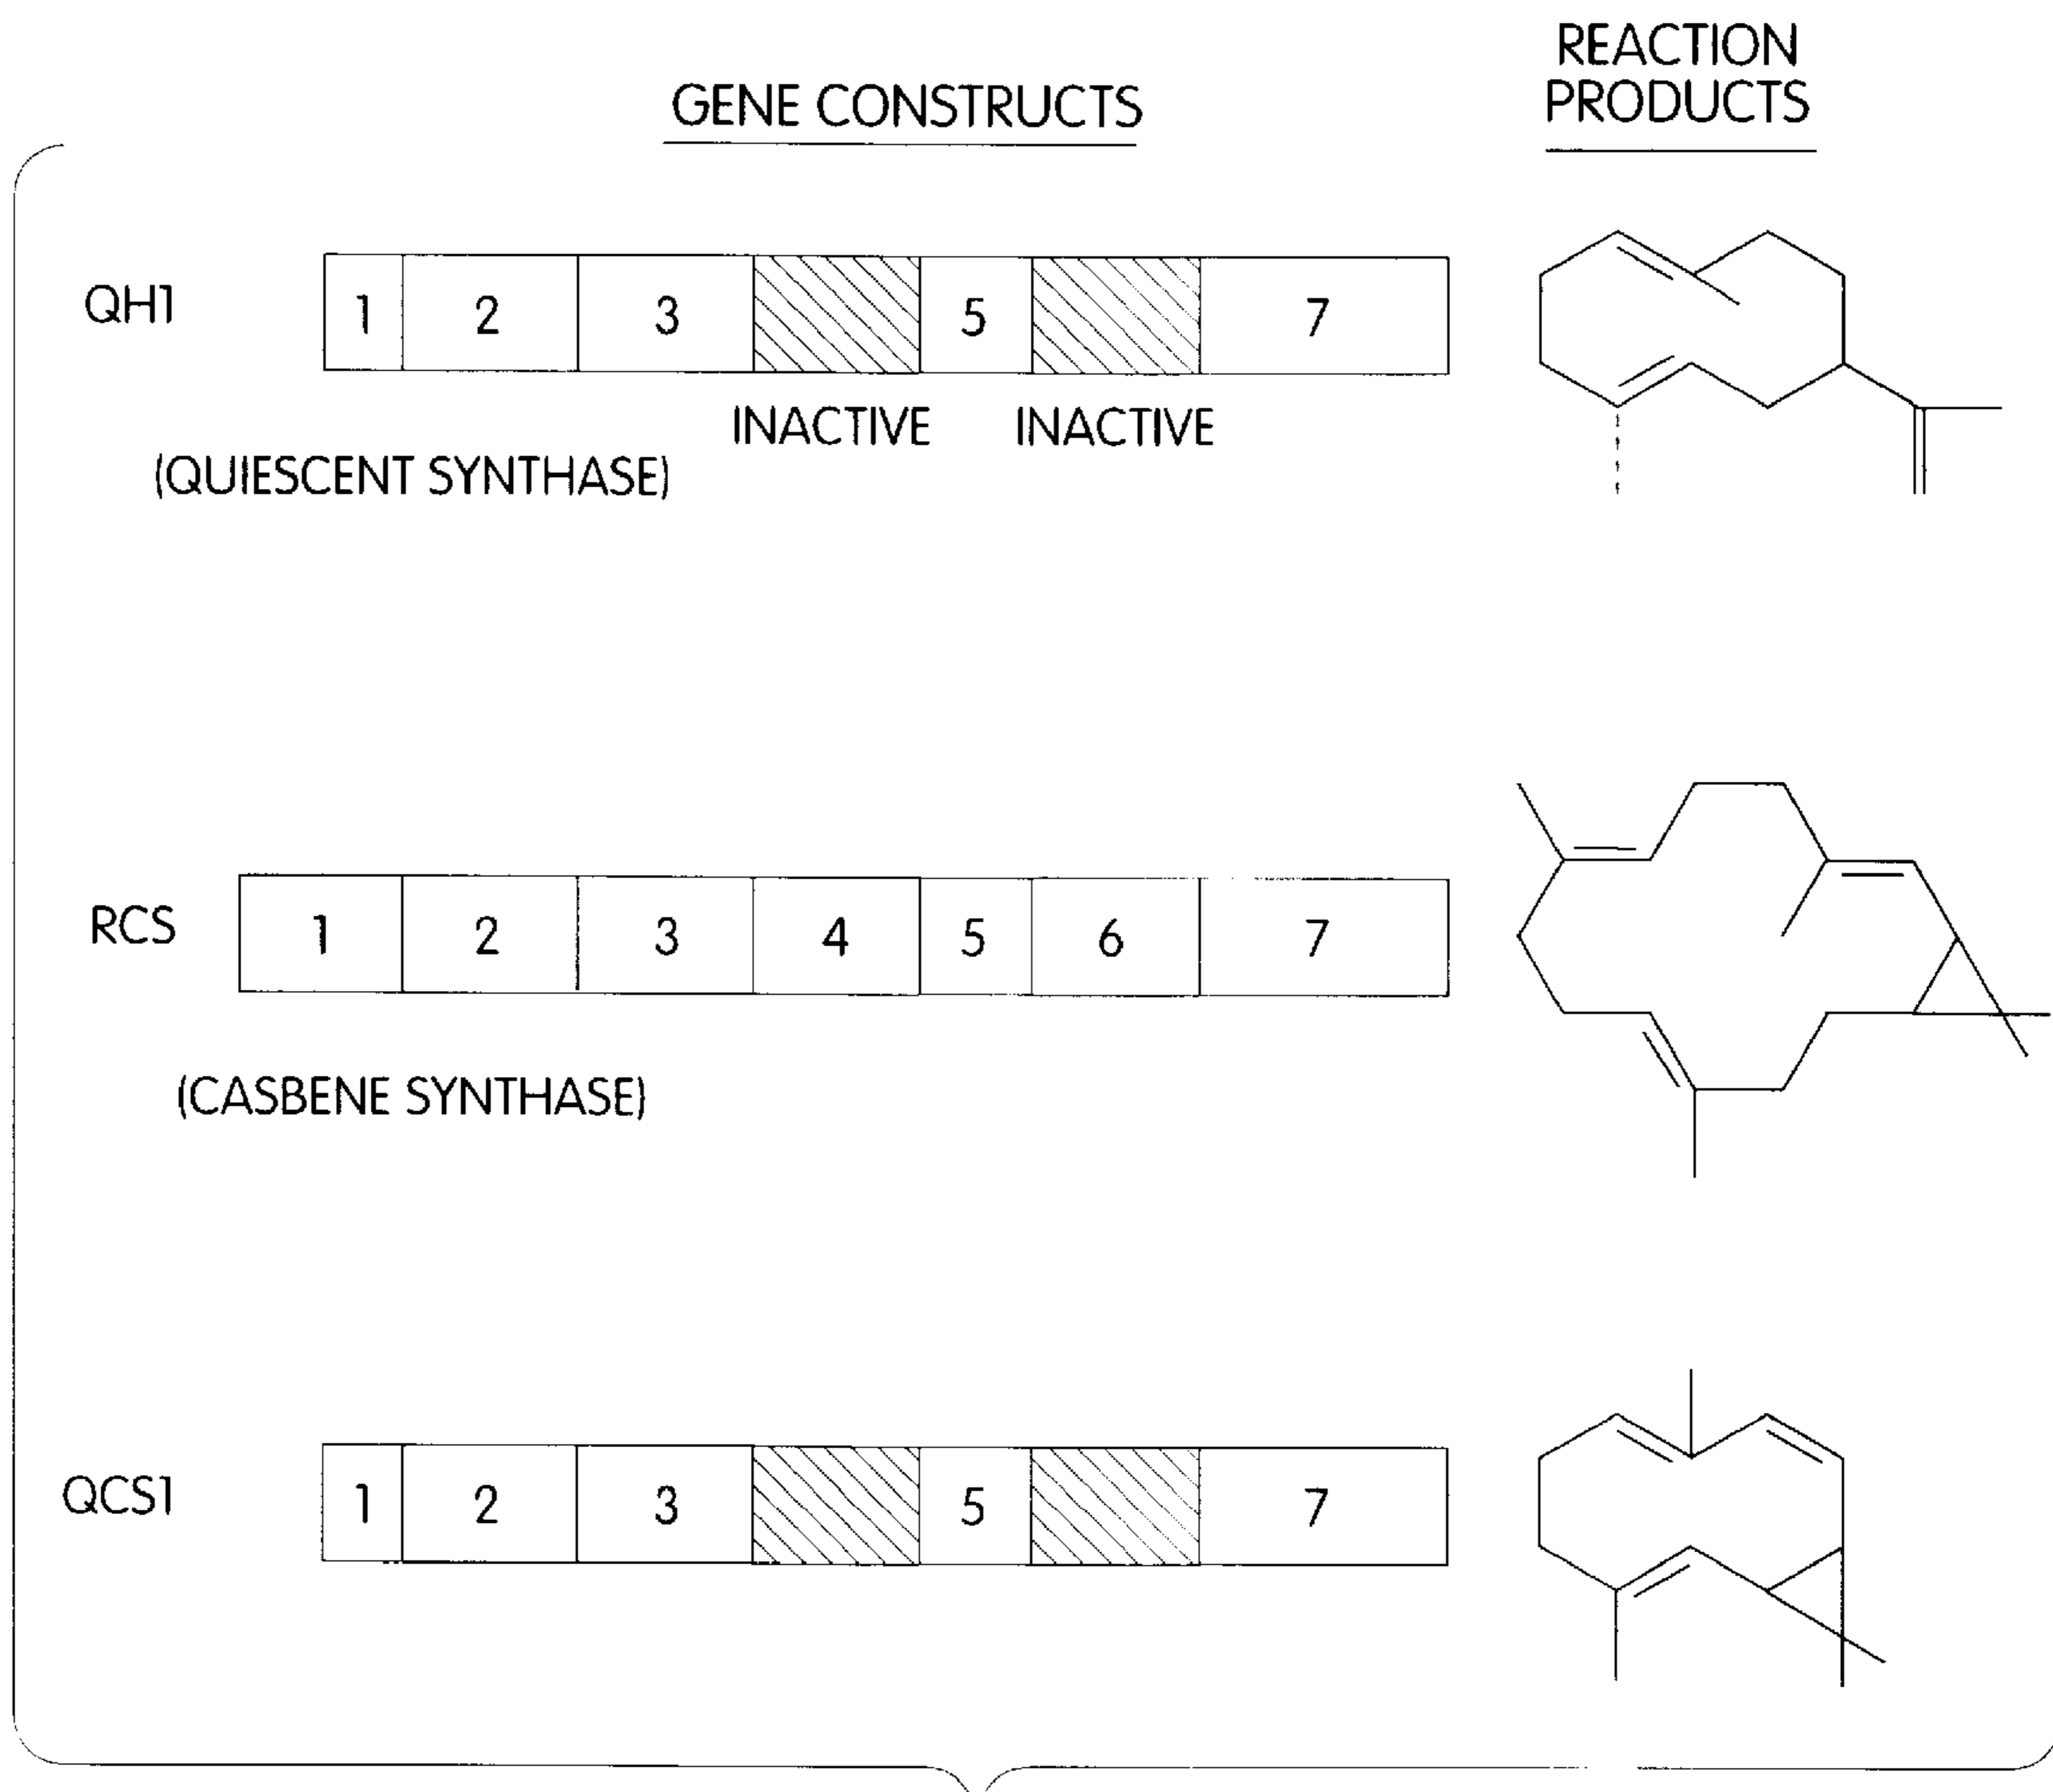 GENE CONSTRUCTS
REACTION
PRODUCTS
QH1
1 2 3 5 7
INACTIVE INACTIVE
(QUIESCENT SYNTHASE)
RCS
1 2 3 4 5 6 7
(CASBENE SYNTHASE)
QCS1
1 2 3 5 7